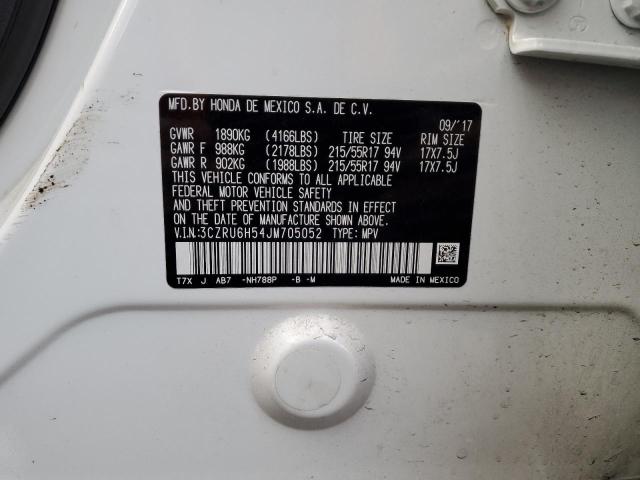 MFD.BY HONDA DE MEXICO S.A. DE C.V.
09/'17
GVWR 1890KG (4166LBS) TIRE SIZE RIM SIZE
GAWR F 988KG (2178LBS) 215/55R17 94V 17X7.5J
GAWR R 902KG (1988LBS) 215/55R17 94V 17X7.5J
THIS VEHICLE CONFORMS TO ALL APPLICABLE
FEDERAL MOTOR VEHICLE SAFETY
AND THEFT PREVENTION STANDARDS IN EFFECT ON
THE DATE OF MANUFACTURE SHOWN ABOVE.
V.I.N.:3CZRU6H54JM705052 TYPE: MPV
T7X J AB7 -NH788P -B -M MADE IN MEXICO